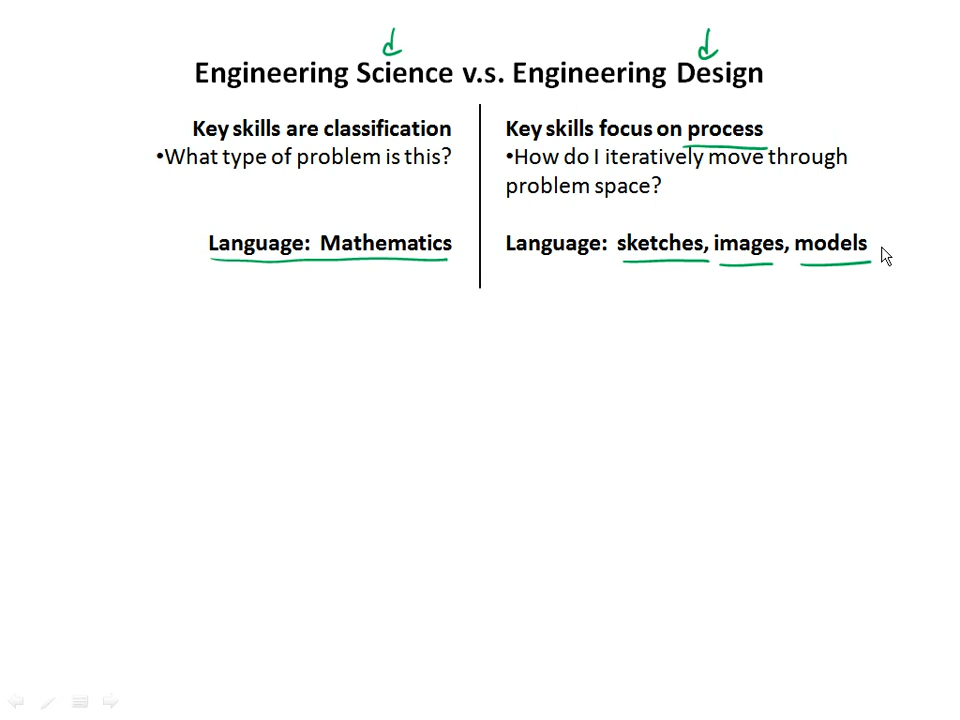 Engineering Science v.s. Engineering Design
Key skills are classification
•What type of problem is this?
Language: Mathematics
Key skills focus on process
•How do I iteratively move through
problem space?
Language: sketches, images, models